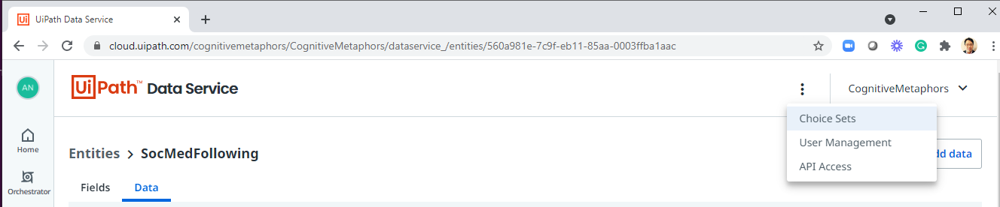 UiPath Data Service
cloud.uipath.com/cognitivemetaphors/CognitiveMetaphors/dataservice_/entities/560a981e-7c9f-eb11-85aa-0003ffba1aac
AN
UiPath™ Data Service
CognitiveMetaphors
Choice Sets
User Management
API Access
Home
Entities > SocMedFollowing
dd data
Orchestrator
Fields Data